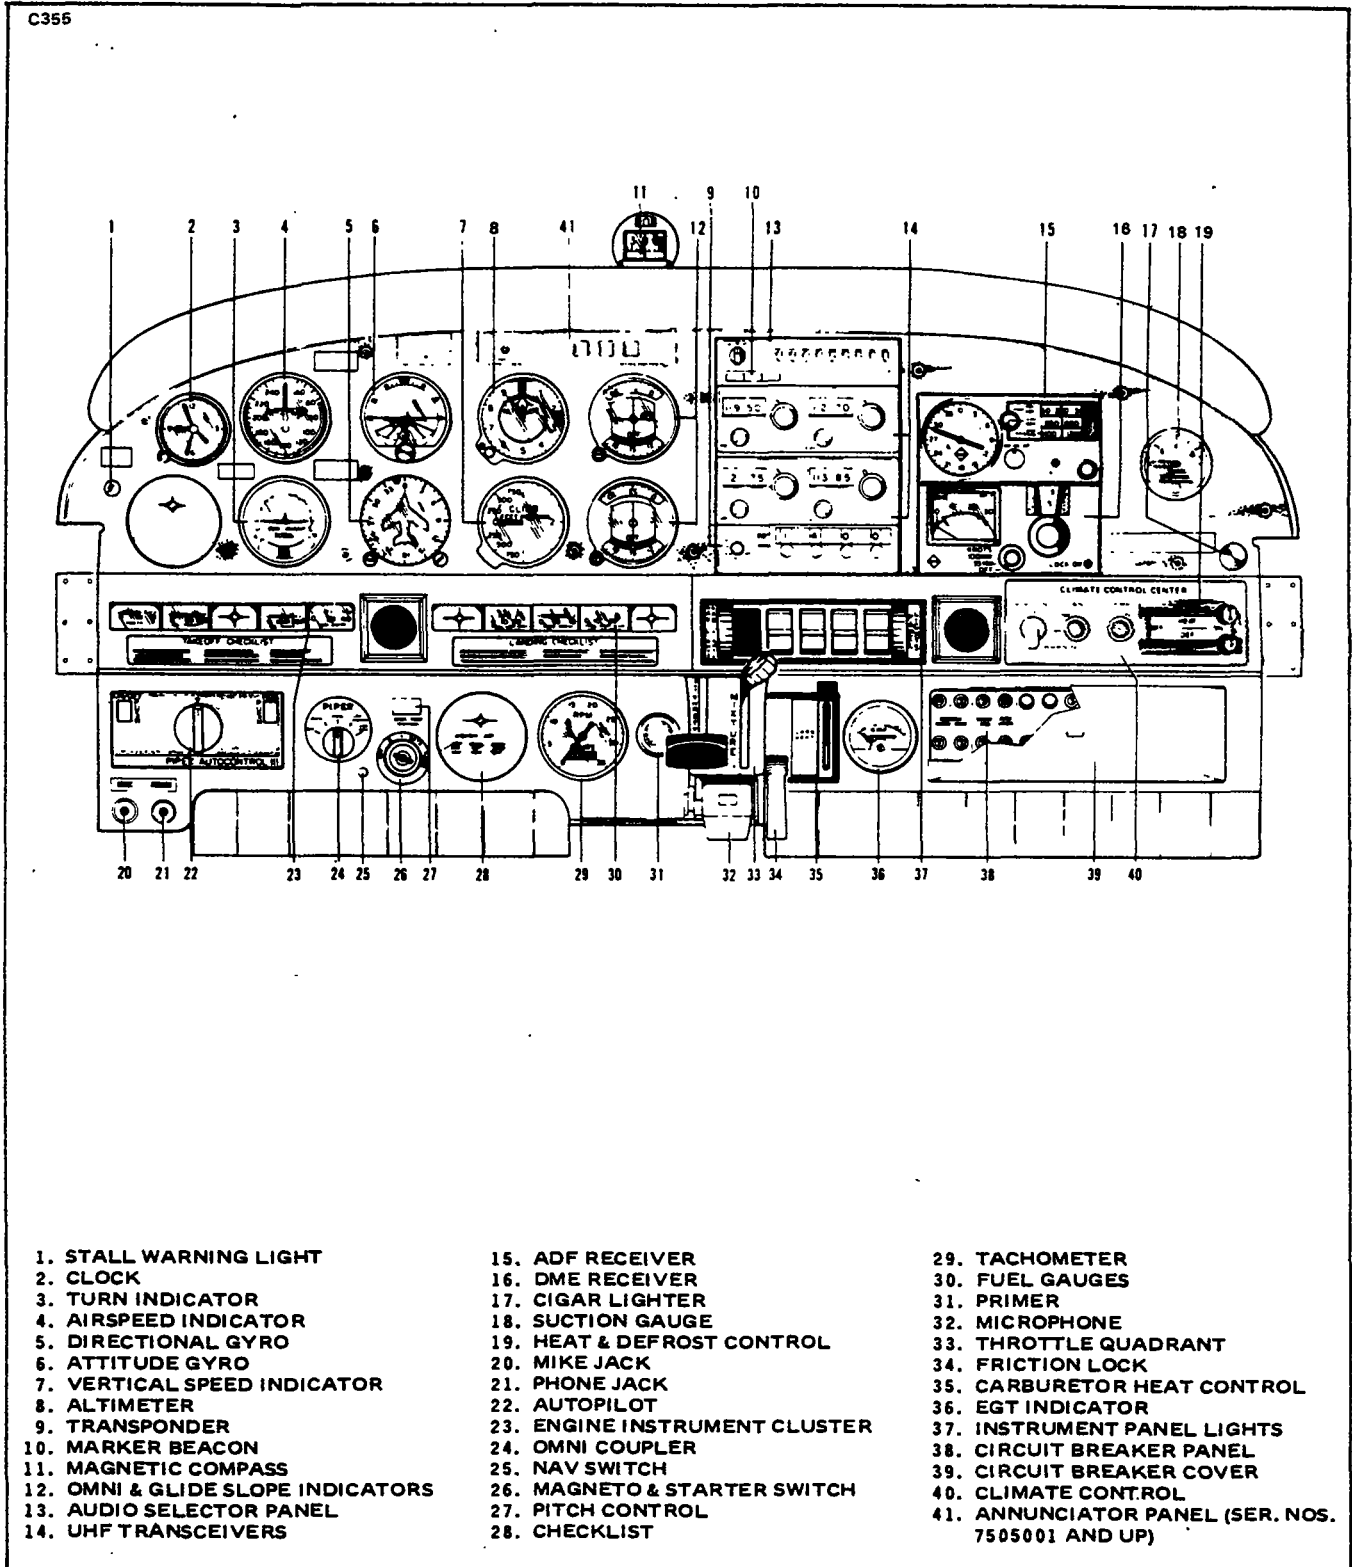 C355
11
9
10
1
2
3
4
5
6
7
8
41
12
13
14
15
16
17
18
19
CLIMATE CONTROL CENTER
TAKEOFF CHECKLIST
LANDING CHECKLIST
PIPER
RPM
PIPER AUTOCONTROL III
LOCK
20
21
22
23
24
25
26
27
28
29
30
31
32
33
34
35
36
37
38
39
40
1. STALL WARNING LIGHT
2. CLOCK
3. TURN INDICATOR
4. AIRSPEED INDICATOR
5. DIRECTIONAL GYRO
6. ATTITUDE GYRO
7. VERTICAL SPEED INDICATOR
8. ALTIMETER
9. TRANSPONDER
10. MARKER BEACON
11. MAGNETIC COMPASS
12. OMNI & GLIDE SLOPE INDICATORS
13. AUDIO SELECTOR PANEL
14. UHF TRANSCEIVERS
15. ADF RECEIVER
16. DME RECEIVER
17. CIGAR LIGHTER
18. SUCTION GAUGE
19. HEAT & DEFROST CONTROL
20. MIKE JACK
21. PHONE JACK
22. AUTOPILOT
23. ENGINE INSTRUMENT CLUSTER
24. OMNI COUPLER
25. NAV SWITCH
26. MAGNETO & STARTER SWITCH
27. PITCH CONTROL
28. CHECKLIST
29. TACHOMETER
30. FUEL GAUGES
31. PRIMER
32. MICROPHONE
33. THROTTLE QUADRANT
34. FRICTION LOCK
35. CARBURETOR HEAT CONTROL
36. EGT INDICATOR
37. INSTRUMENT PANEL LIGHTS
38. CIRCUIT BREAKER PANEL
39. CIRCUIT BREAKER COVER
40. CLIMATE CONTROL
41. ANNUNCIATOR PANEL (SER. NOS.
7505001 AND UP)